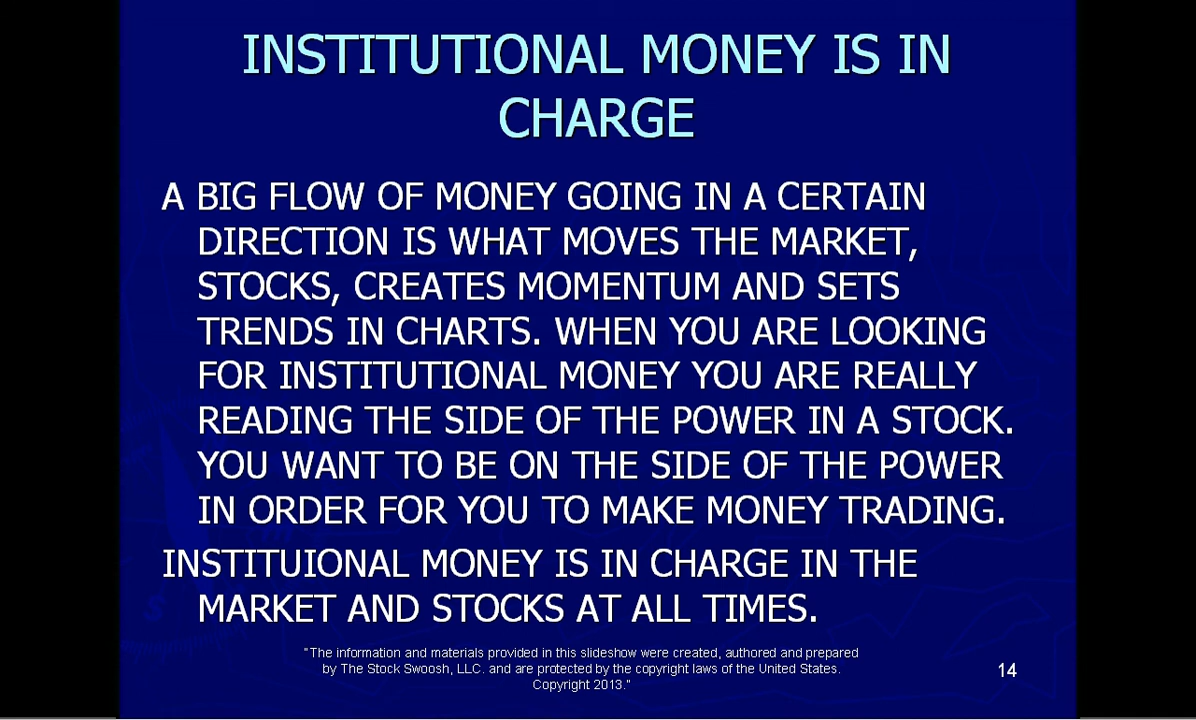 INSTITUTIONAL MONEY IS IN
CHARGE
A BIG FLOW OF MONEY GOING IN A CERTAIN
DIRECTION IS WHAT MOVES THE MARKET,
STOCKS, CREATES MOMENTUM AND SETS
TRENDS IN CHARTS. WHEN YOU ARE LOOKING
FOR INSTITUTIONAL MONEY YOU ARE REALLY
READING THE SIDE OF THE POWER IN A STOCK.
YOU WANT TO BE ON THE SIDE OF THE POWER
IN ORDER FOR YOU TO MAKE MONEY TRADING.
INSTITUIONAL MONEY IS IN CHARGE IN THE
MARKET AND STOCKS AT ALL TIMES.
"The information and materials provided in this slideshow were created, authored and prepared
by The Stock Swoosh, LLC. and are protected by the copyright laws of the United States.
Copyright 2013."
14